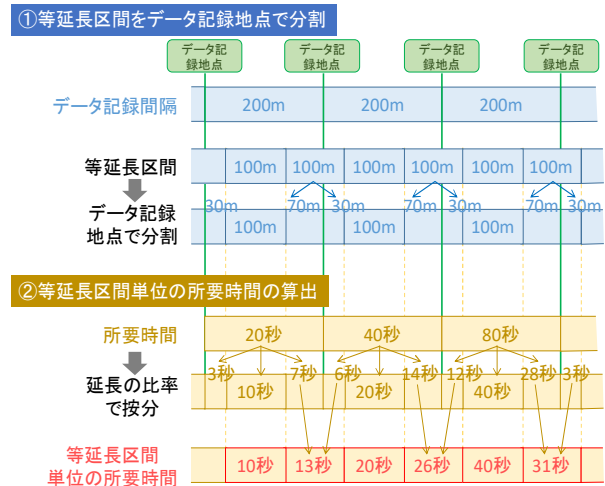 ①等延長区間をデータ記録地点で分割
データ記
録地点
データ記
録地点
データ記
録地点
データ記
録地点
データ記録間隔
200m 200m 200m
等延長区間
100m 100m 100m 100m 100m 100m
30m 70m 30m 70m 30m 70m 30m
データ記録
地点で分割
100m 100m 100m
②等延長区間単位の所要時間の算出
所要時間
20秒 40秒 80秒
3秒 7秒 6秒 14秒 12秒 28秒 3秒
延長の比率
で按分
10秒 20秒 40秒
等延長区間
単位の所要時間
10秒 13秒 20秒 26秒 40秒 31秒